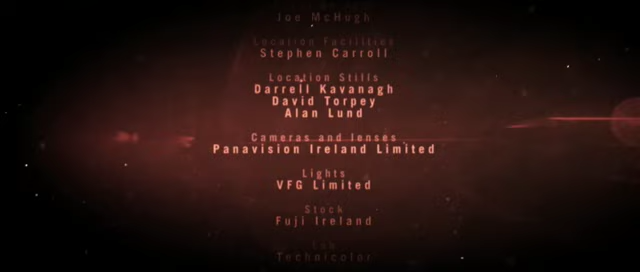 Joe McHugh
Location Facilities
Stephen Carroll
Location Stills
Darrell Kavanagh
David Torpey
Alan Lund
Cameras and lenses
Panavision Ireland Limited
Lights
VFG Limited
Stock
Fuji Ireland
Lab
Technicolor